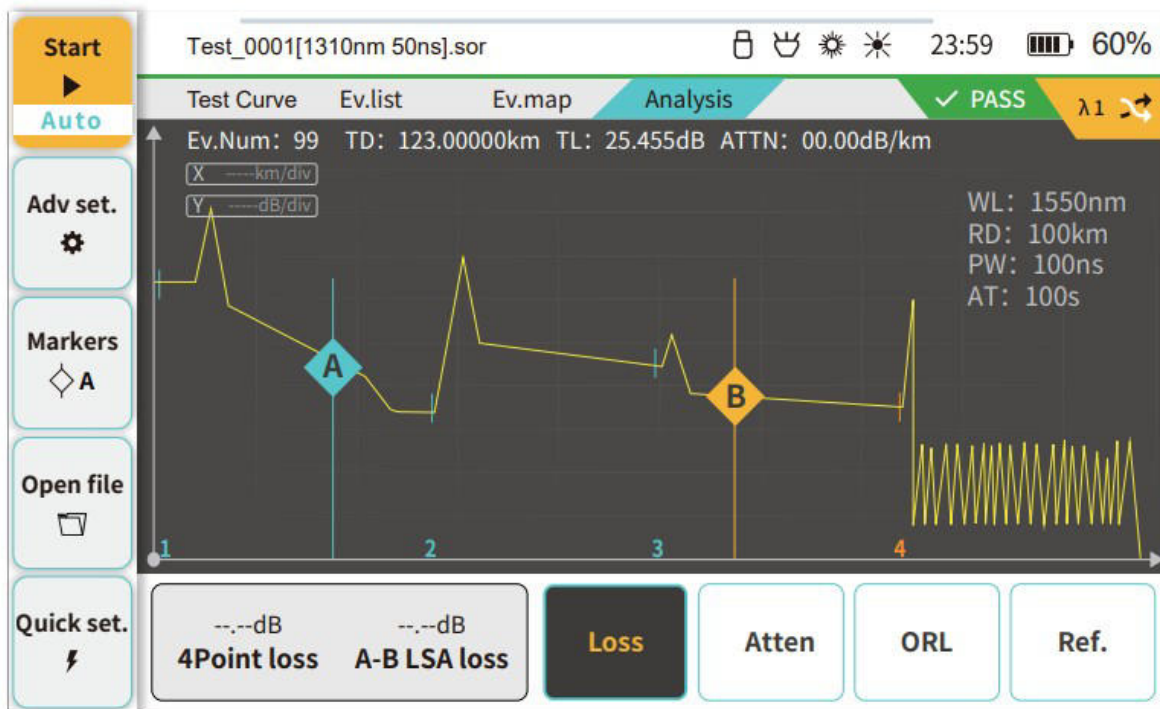 Start
Auto
Test_0001[1310nm 50ns].sor
23:59
60%
Test Curve
Ev.list
Ev.map
Analysis
PASS
λ1
Ev.Num: 99 TD: 123.00000km TL: 25.455dB ATTN: 00.00dB/km
X -----km/div
Y -----dB/div
WL: 1550nm
RD: 100km
PW: 100ns
AT: 100s
Adv set.
Markers
A
Open file
Quick set.
A
B
1
2
3
4
--.--dB
4Point loss
--.--dB
A-B LSA loss
Loss
Atten
ORL
Ref.